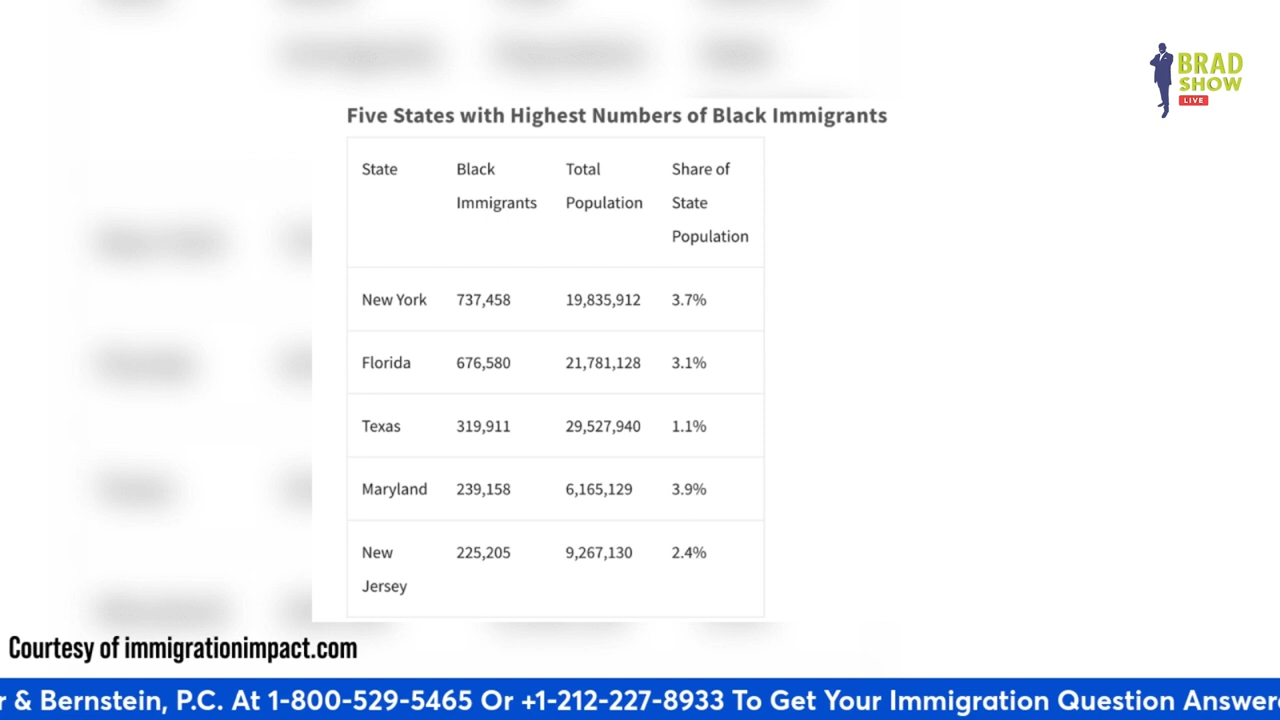 BRAD
SHOW
LIVE
Five States with Highest Numbers of Black Immigrants
State Black Immigrants Total Population Share of State Population
New York 737,458 19,835,912 3.7%
Florida 676,580 21,781,128 3.1%
Texas 319,911 29,527,940 1.1%
Maryland 239,158 6,165,129 3.9%
New Jersey 225,205 9,267,130 2.4%
Courtesy of immigrationimpact.com
& Bernstein, P.C. At 1-800-529-5465 Or +1-212-227-8933 To Get Your Immigration Question